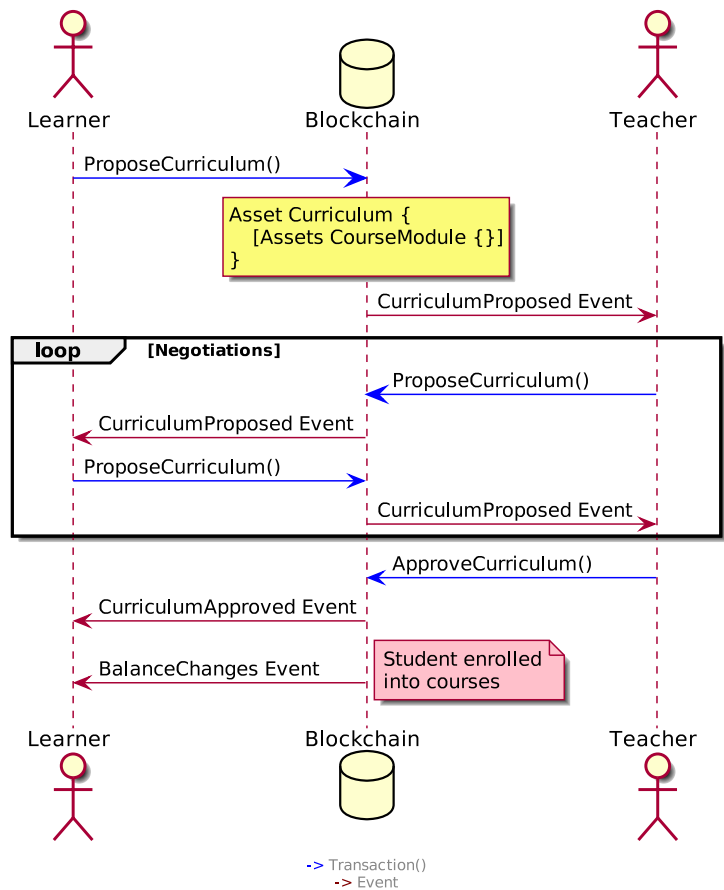 Learner
Blockchain
Teacher
ProposeCurriculum()
Asset Curriculum {
    [Assets CourseModule {}]
}
CurriculumProposed Event
loop [Negotiations]
ProposeCurriculum()
CurriculumProposed Event
ProposeCurriculum()
CurriculumProposed Event
ApproveCurriculum()
CurriculumApproved Event
BalanceChanges Event
Student enrolled
into courses
Learner
Blockchain
Teacher
-> Transaction()
-> Event